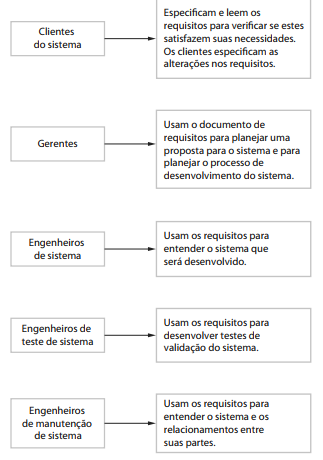 Clientes
do sistema
Especificam e leem os
requisitos para verificar se estes
satisfazem suas necessidades.
Os clientes especificam as
alterações nos requisitos.
Gerentes
Usam o documento de
requisitos para planejar uma
proposta para o sistema e para
planejar o processo de
desenvolvimento do sistema.
Engenheiros
de sistema
Usam os requisitos para
entender o sistema que
será desenvolvido.
Engenheiros de
teste de sistema
Usam os requisitos para
desenvolver testes de
validação do sistema.
Engenheiros
de manutenção
de sistema
Usam os requisitos para
entender o sistema e os
relacionamentos entre
suas partes.